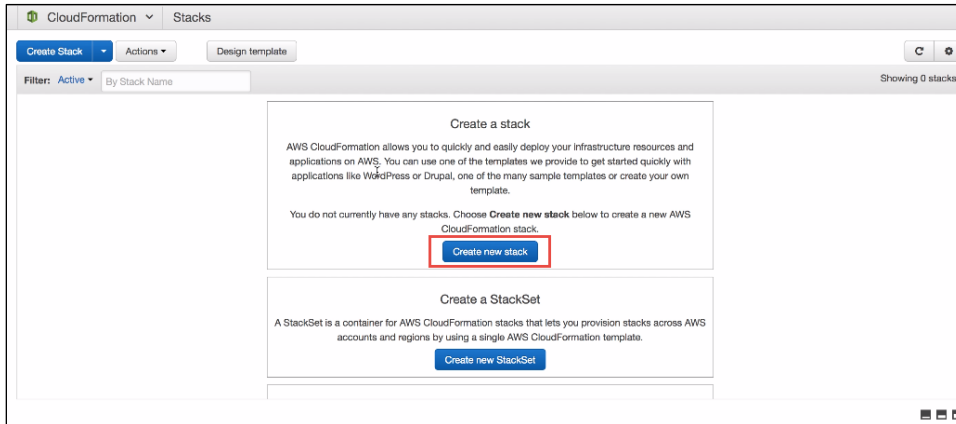 CloudFormation Stacks
Create Stack Actions Design template
Filter: Active By Stack Name Showing 0 stacks
Create a stack
AWS CloudFormation allows you to quickly and easily deploy your infrastructure resources and
applications on AWS. You can use one of the templates we provide to get started quickly with
applications like WordPress or Drupal, one of the many sample templates or create your own
template.
You do not currently have any stacks. Choose Create new stack below to create a new AWS
CloudFormation stack.
Create new stack
Create a StackSet
A StackSet is a container for AWS CloudFormation stacks that lets you provision stacks across AWS
accounts and regions by using a single AWS CloudFormation template.
Create new StackSet